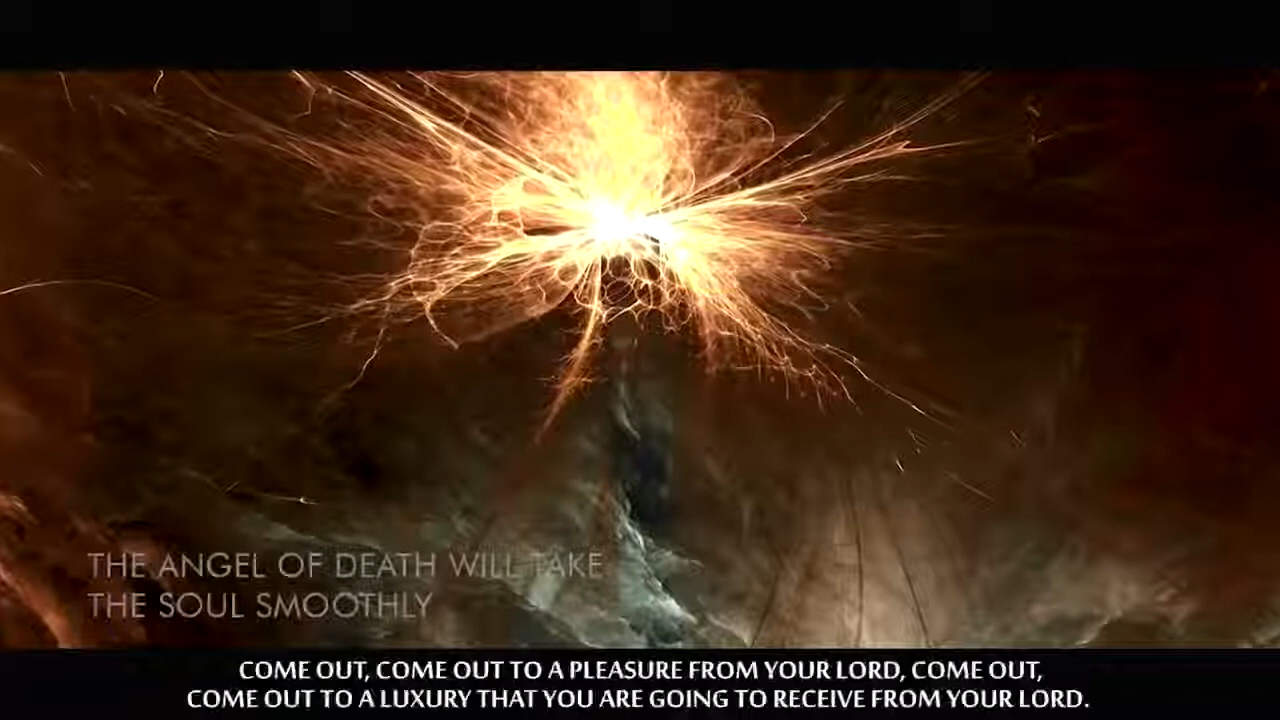 THE ANGEL OF DEATH WILL TAKE
THE SOUL SMOOTHLY
COME OUT, COME OUT TO A PLEASURE FROM YOUR LORD, COME OUT,
COME OUT TO A LUXURY THAT YOU ARE GOING TO RECEIVE FROM YOUR LORD.